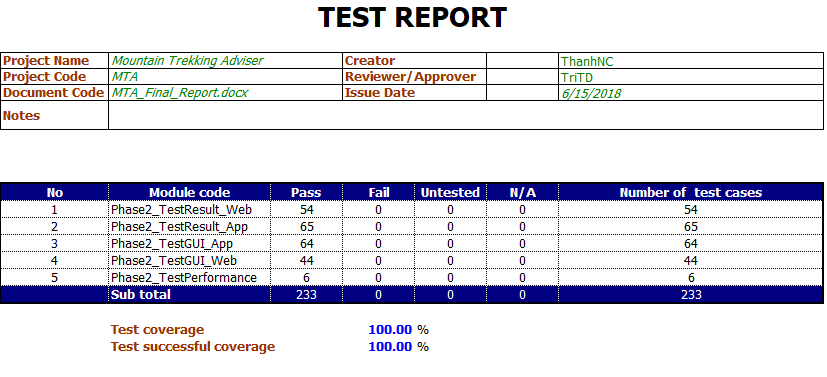 TEST REPORT
Project Name Mountain Trekking Adviser Creator ThanhNC
Project Code MTA Reviewer/Approver TriTD
Document Code MTA_Final_Report.docx Issue Date 6/15/2018
Notes
No Module code Pass Fail Untested N/A Number of test cases
1 Phase2_TestResult_Web 54 0 0 0 54
2 Phase2_TestResult_App 65 0 0 0 65
3 Phase2_TestGUI_App 64 0 0 0 64
4 Phase2_TestGUI_Web 44 0 0 0 44
5 Phase2_TestPerformance 6 0 0 0 6
Sub total 233 0 0 0 233
Test coverage 100.00 %
Test successful coverage 100.00 %